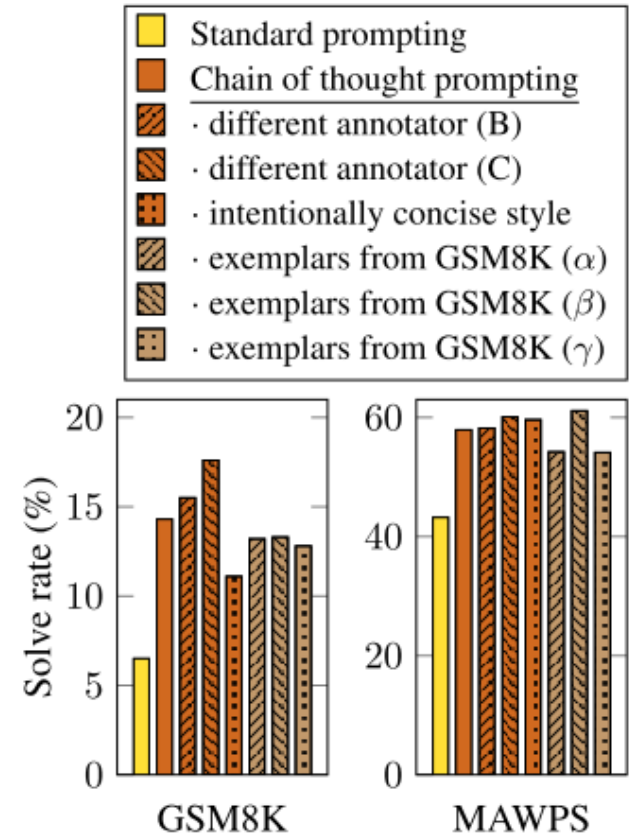 Standard prompting
Chain of thought prompting
· different annotator (B)
· different annotator (C)
· intentionally concise style
· exemplars from GSM8K (α)
· exemplars from GSM8K (β)
· exemplars from GSM8K (γ)
Solve rate (%)
20
15
10
5
0
GSM8K
60
40
20
0
MAWPS